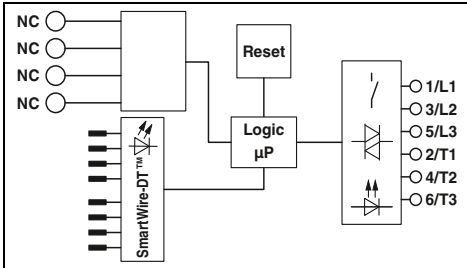 NC
NC
NC
NC
Reset
Logic
µP
SmartWire-DT™
1/L1
3/L2
5/L3
2/T1
4/T2
6/T3